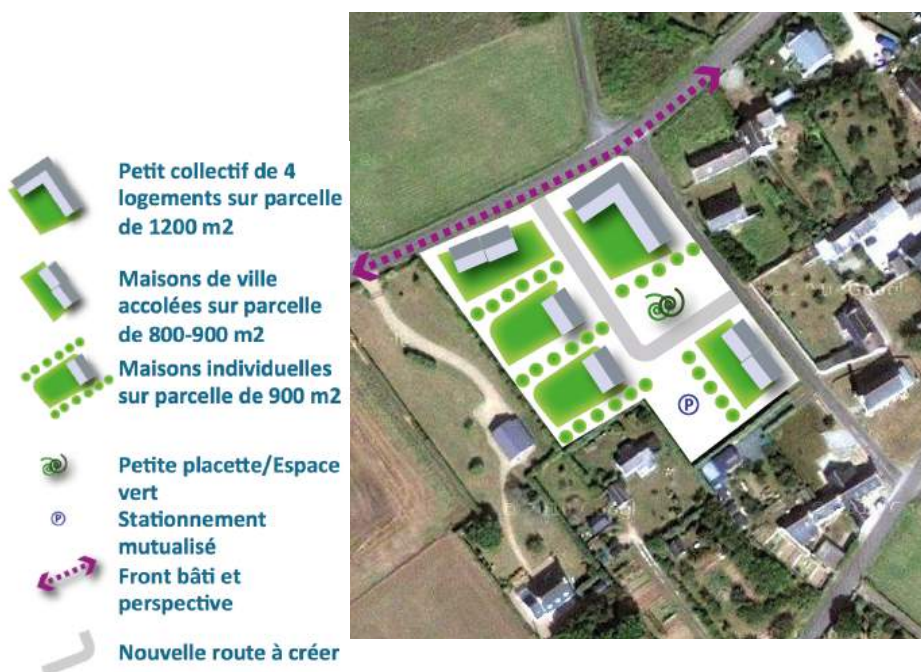 Petit collectif de 4
logements sur parcelle
de 1200 m2
Maisons de ville
accolées sur parcelle
de 800-900 m2
Maisons individuelles
sur parcelle de 900 m2
Petite placette/Espace
vert
P
Stationnement
mutualisé
Front bâti et
perspective
Nouvelle route à créer
P